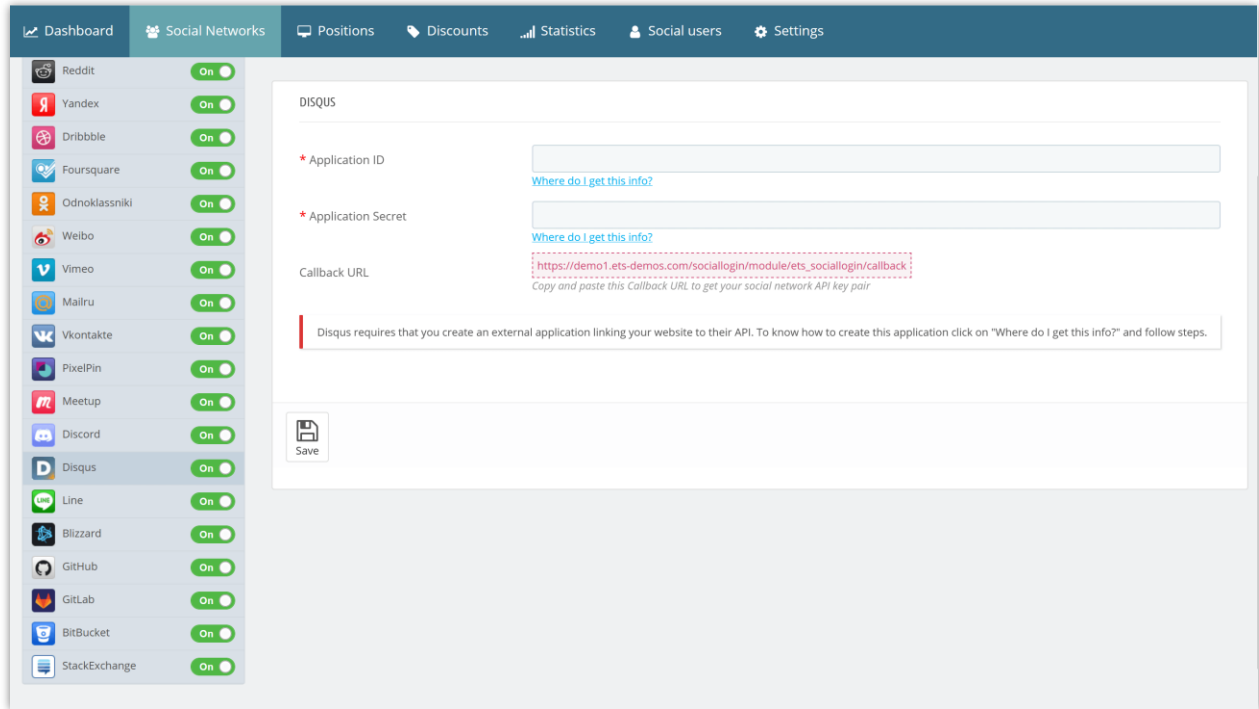 Dashboard
Social Networks
Positions
Discounts
Statistics
Social users
Settings
Reddit On
Yandex On
Dribbble On
Foursquare On
Odnoklassniki On
Weibo On
Vimeo On
Mailru On
Vkontakte On
PixelPin On
Meetup On
Discord On
Disqus On
LINE Line On
Blizzard On
GitHub On
GitLab On
BitBucket On
StackExchange On
DISQUS
* Application ID
Where do I get this info?
* Application Secret
Where do I get this info?
Callback URL
https://demo1.ets-demos.com/sociallogin/module/ets_sociallogin/callback
Copy and paste this Callback URL to get your social network API key pair
Disqus requires that you create an external application linking your website to their API. To know how to create this application click on "Where do I get this info?" and follow steps.
Save